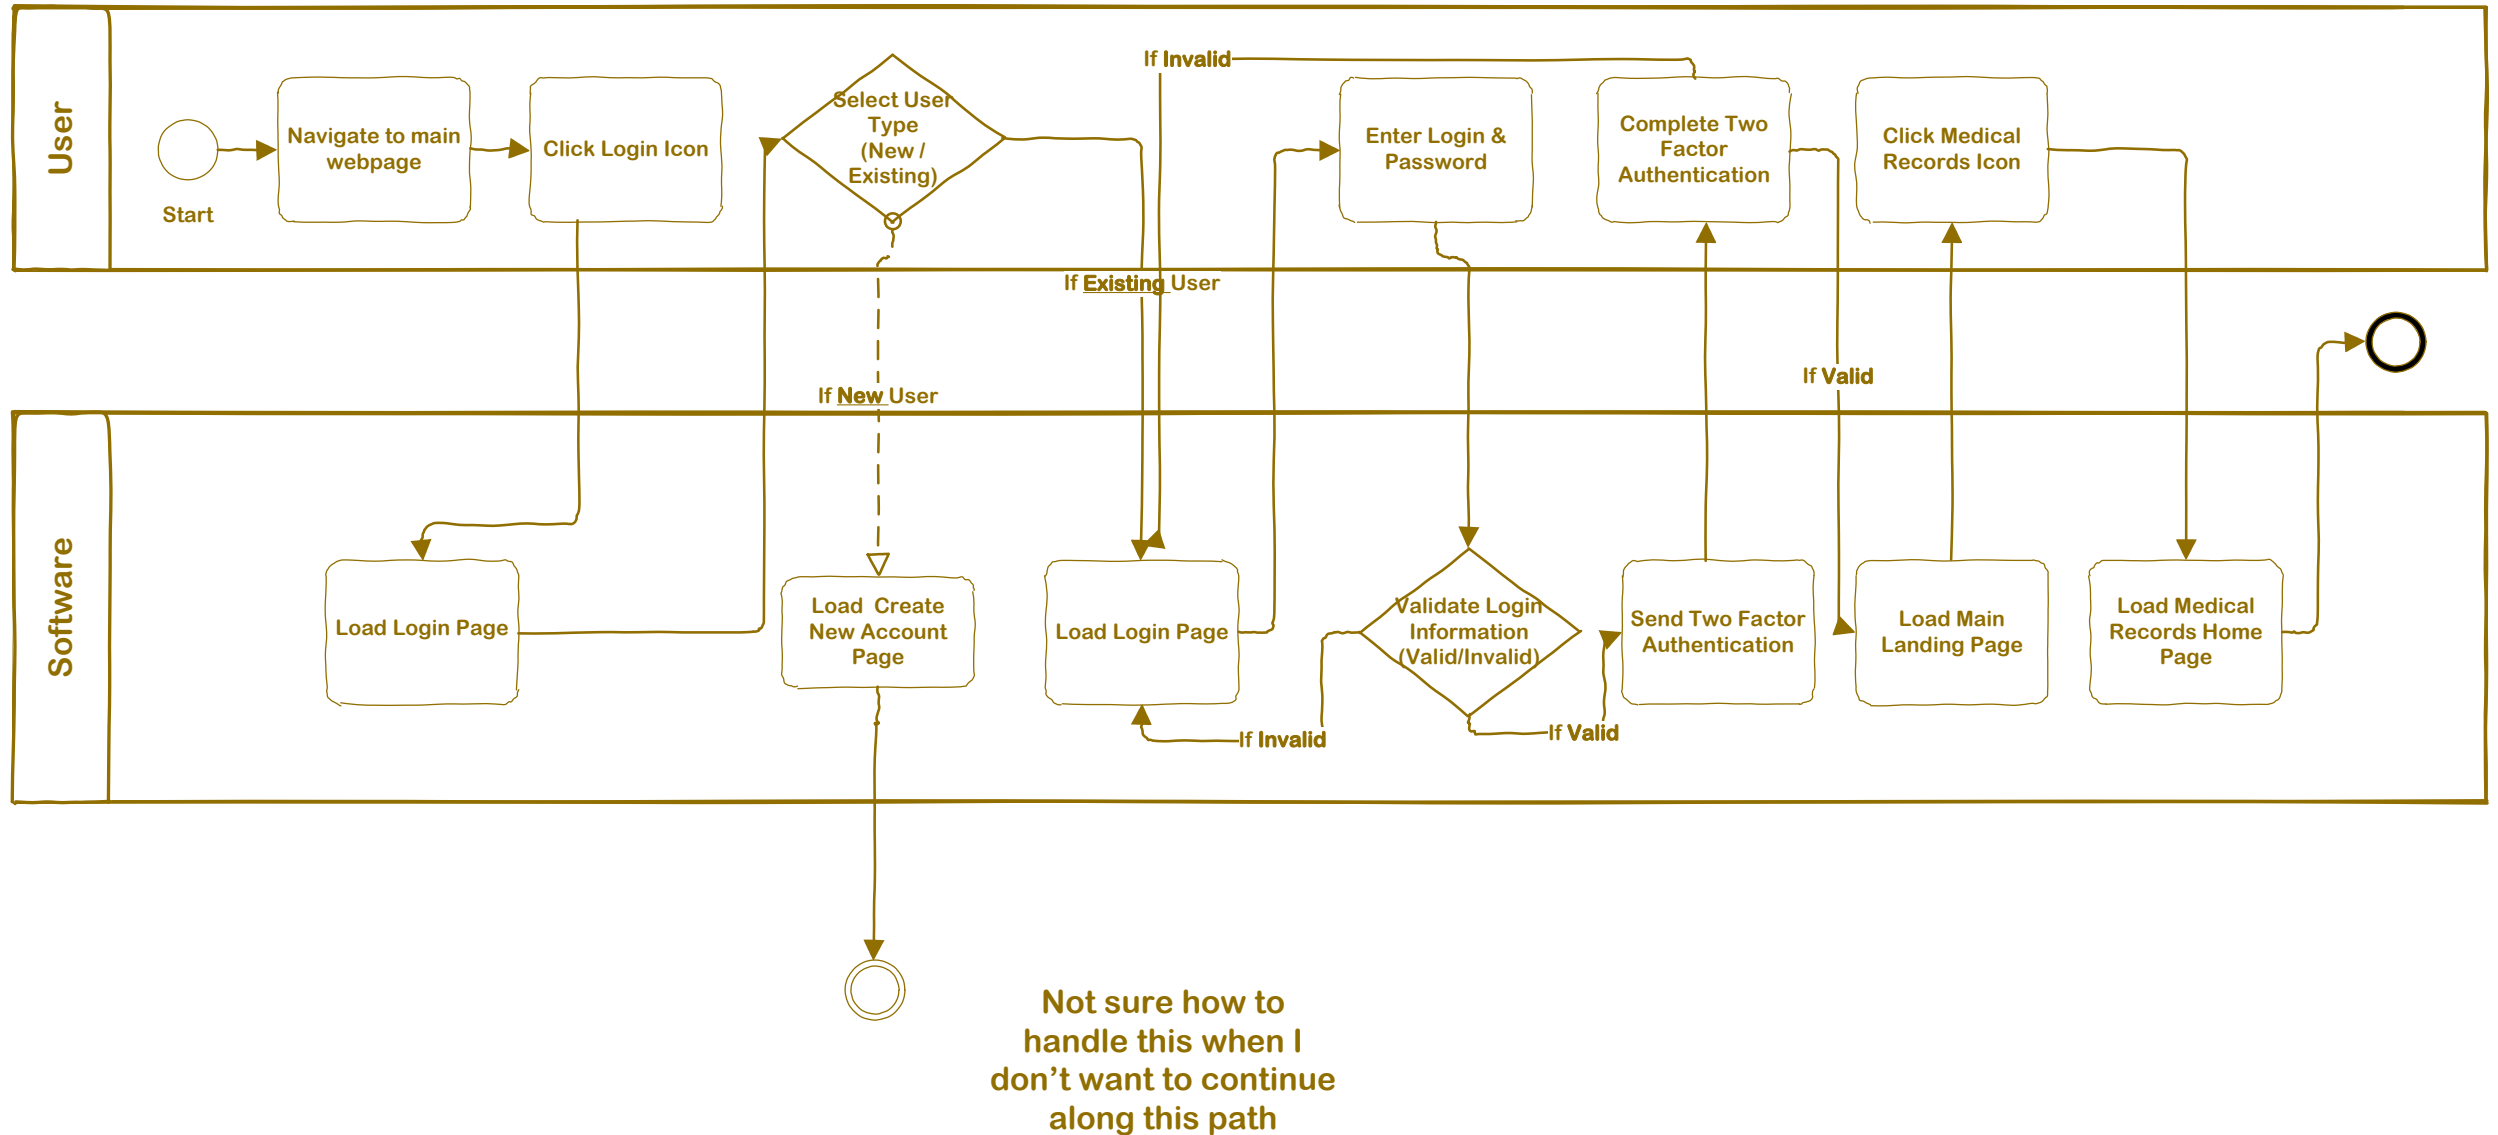 User
Start
Navigate to main
webpage
Click Login Icon
Select User
Type
(New /
Existing)
If Invalid
Enter Login &
Password
Complete Two
Factor
Authentication
Click Medical
Records Icon
If Existing User
If New User
If Valid
Software
Load Login Page
Load  Create
New Account
Page
Load Login Page
Validate Login
Information
(Valid/Invalid)
Send Two Factor
Authentication
Load Main
Landing Page
Load Medical
Records Home
Page
If Invalid
If Valid
Not sure how to
handle this when I
don’t want to continue
along this path